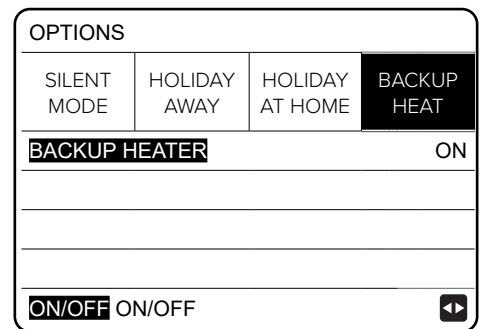 OPTIONS
SILENT MODE
HOLIDAY AWAY
HOLIDAY AT HOME
BACKUP HEAT
BACKUP HEATER ON
ON/OFF ON/OFF